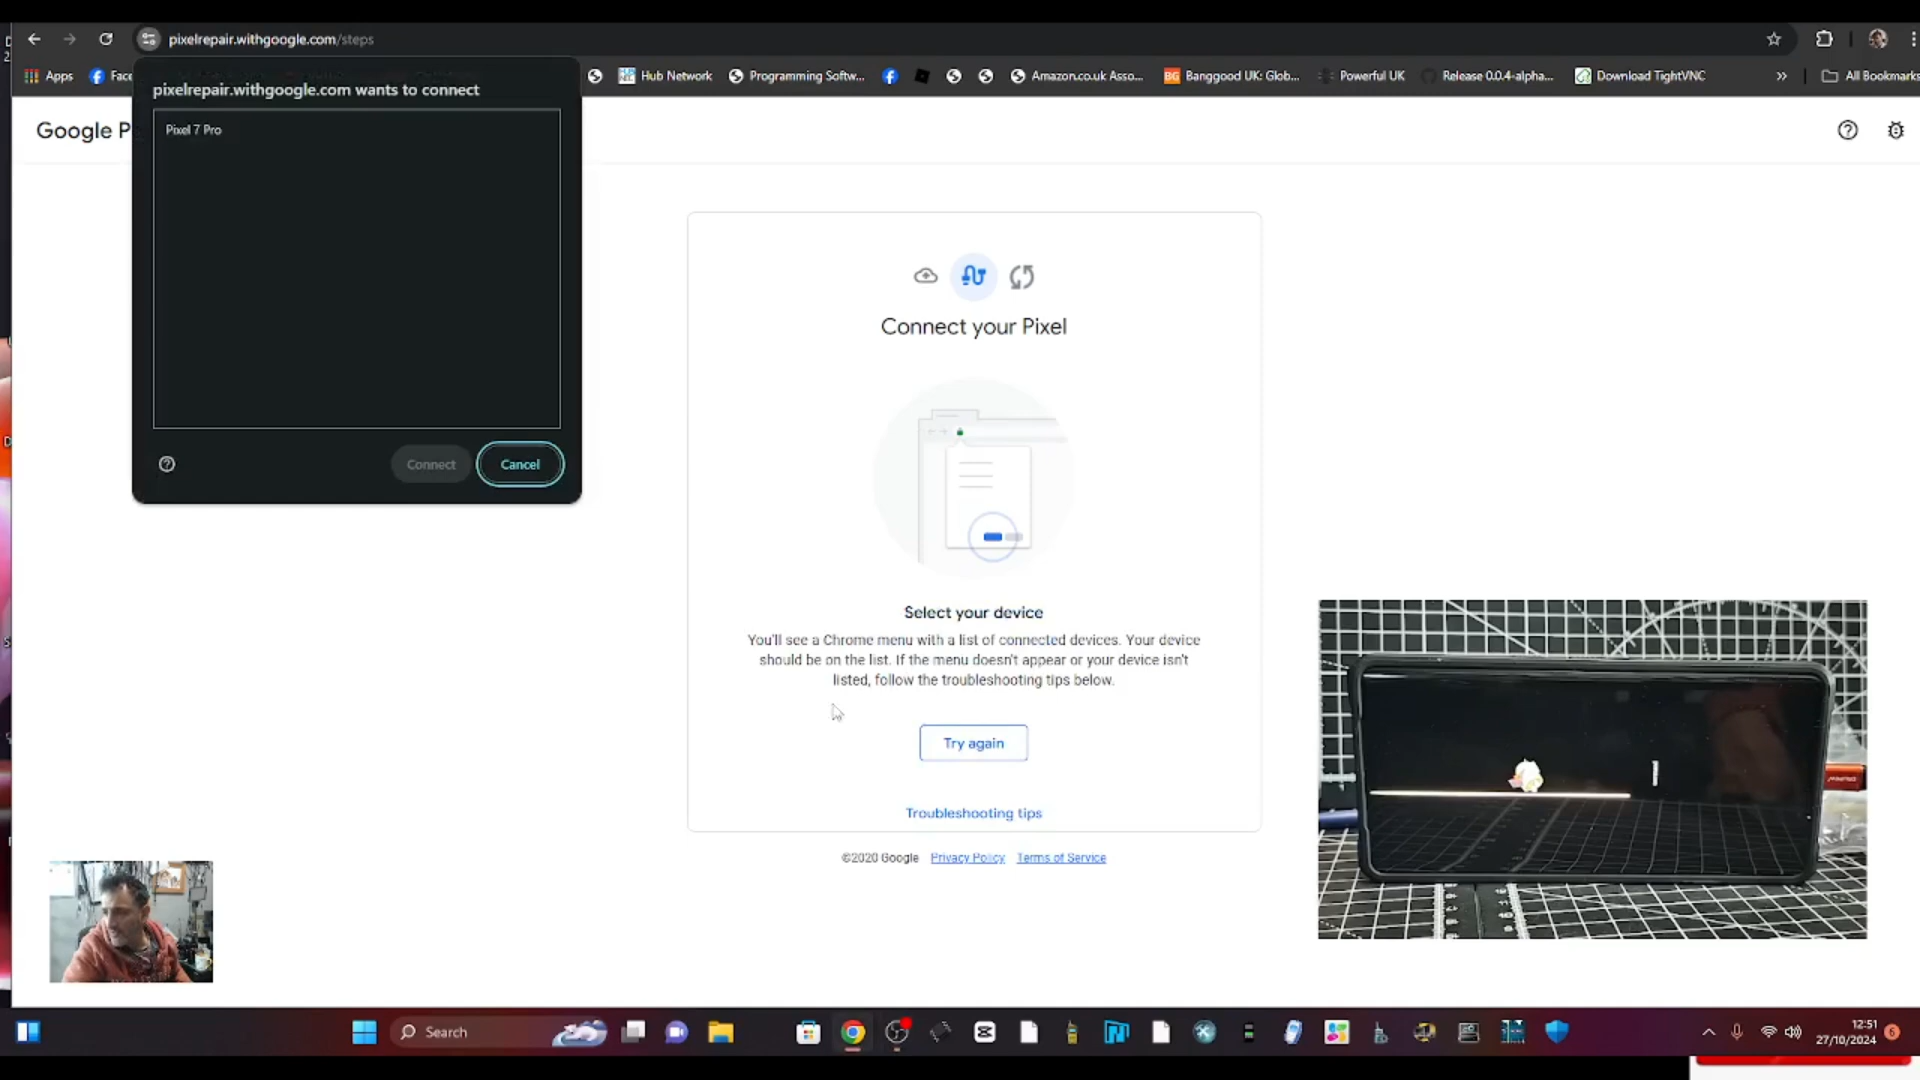 pixelrepair.withgoogle.com/steps
Apps
Hub Network
Programming Softw...
Amazon.co.uk Asso...
Banggood UK: Glob...
Powerful UK
Release 0.0.4-alpha...
Download TightVNC
All Bookmarks
pixelrepair.withgoogle.com wants to connect
Pixel 7 Pro
Connect
Cancel
Google P
Connect your Pixel
Select your device
You'll see a Chrome menu with a list of connected devices. Your device
should be on the list. If the menu doesn't appear or your device isn't
listed, follow the troubleshooting tips below.
Try again
Troubleshooting tips
©2020 Google Privacy Policy Terms of Service
Search
12:51
27/10/2024
6